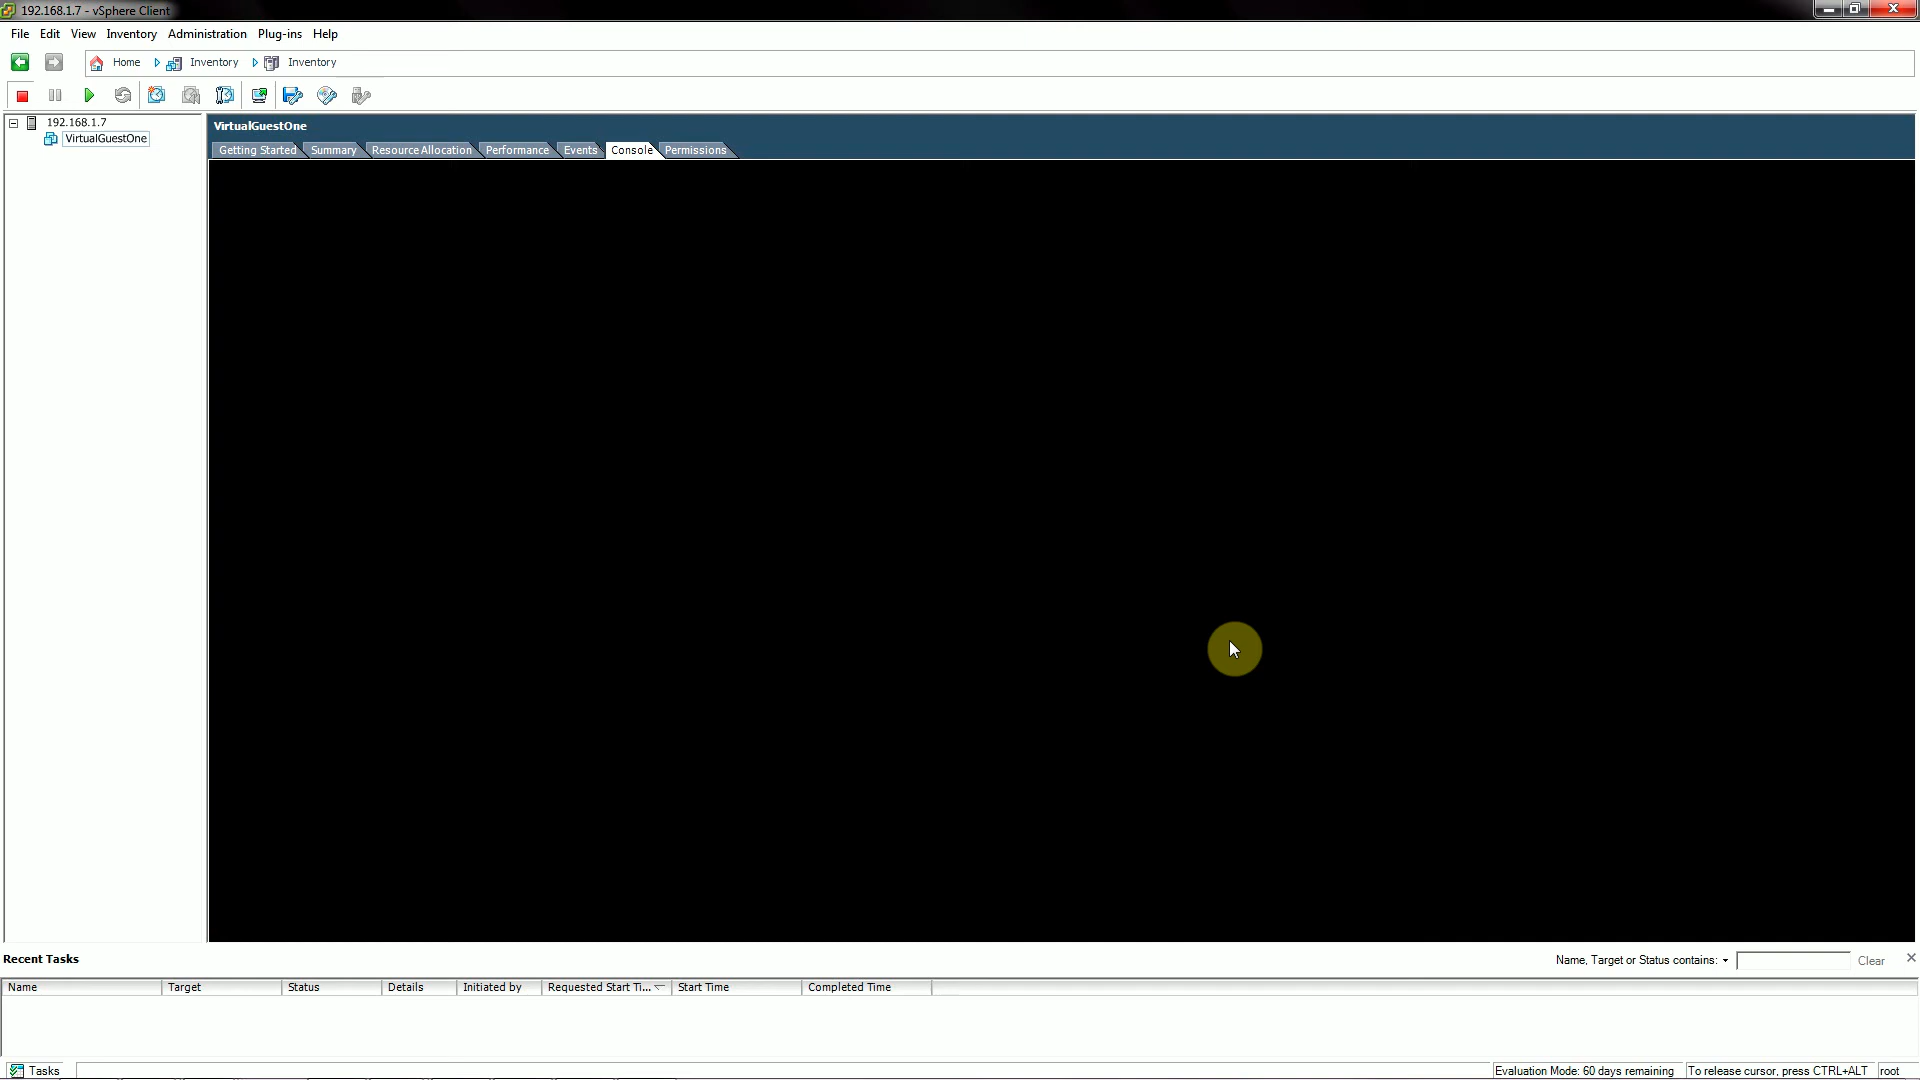 192.168.1.7 - vSphere Client
File Edit View Inventory Administration Plug-ins Help
Home Inventory Inventory
192.168.1.7
VirtualGuestOne
VirtualGuestOne
Getting Started Summary Resource Allocation Performance Events Console Permissions
Recent Tasks
Name, Target or Status contains: Clear
Name Target Status Details Initiated by Requested Start Ti... Start Time Completed Time
Tasks
Evaluation Mode: 60 days remaining To release cursor, press CTRL+ALT root